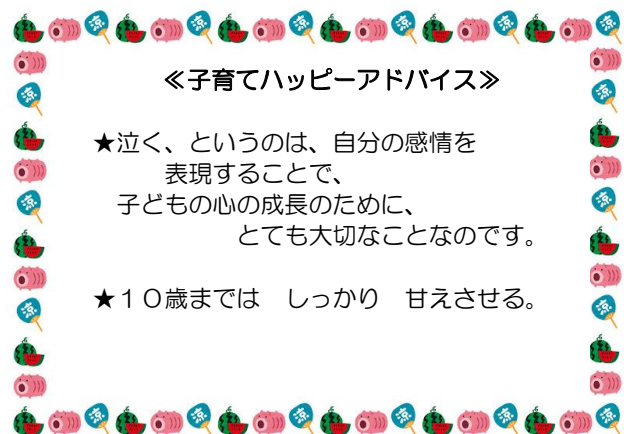 ≪子育てハッピーアドバイス≫
★泣く、というのは、自分の感情を
表現することで、
子どもの心の成長のために、
とても大切なことなのです。
★１０歳までは　しっかり　甘えさせる。